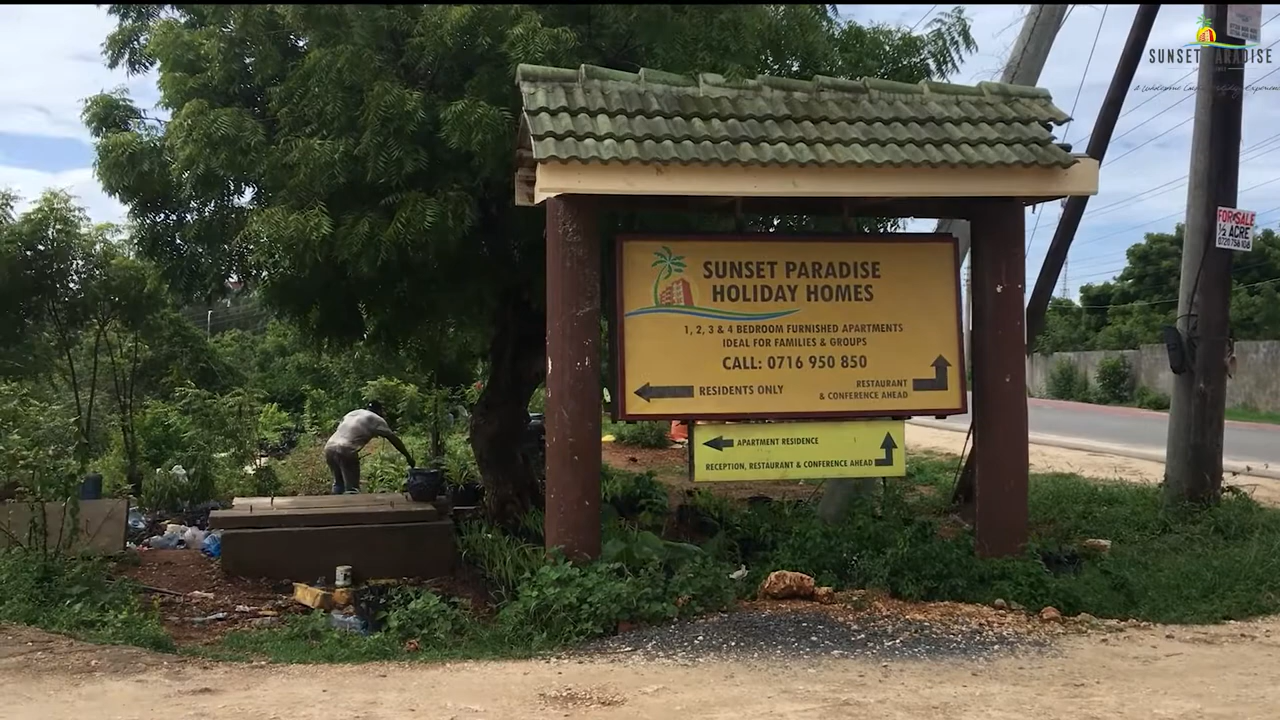 SUNSET PARADISE
SUNSET PARADISE
HOLIDAY HOMES
1, 2, 3 & 4 BEDROOM FURNISHED APARTMENTS
IDEAL FOR FAMILIES & GROUPS
CALL: 0716 950 850
RESIDENTS ONLY
RESTAURANT
& CONFERENCE AHEAD
APARTMENT RESIDENCE
RECEPTION, RESTAURANT & CONFERENCE AHEAD
FOR SALE
½ ACRE